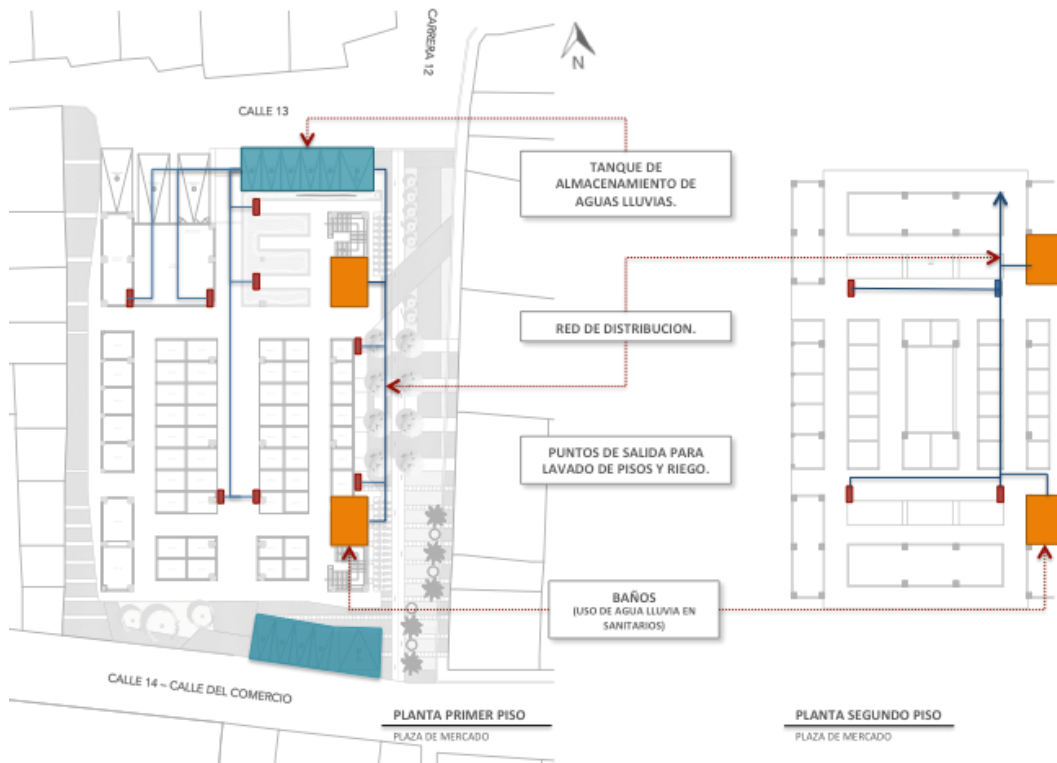 CARRERA 12
N
CALLE 13
TANQUE DE
ALMACENAMIENTO DE
AGUAS LLUVIAS.
RED DE DISTRIBUCION.
PUNTOS DE SALIDA PARA
LAVADO DE PISOS Y RIEGO.
BAÑOS
(USO DE AGUA LLUVIA EN
SANITARIOS)
CALLE 14 – CALLE DEL COMERCIO
PLANTA PRIMER PISO
PLAZA DE MERCADO
PLANTA SEGUNDO PISO
PLAZA DE MERCADO